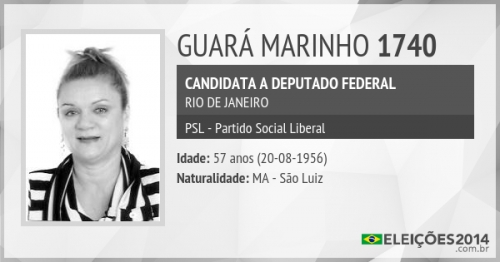 GUARÁ MARINHO 1740
CANDIDATA A DEPUTADO FEDERAL
RIO DE JANEIRO
PSL - Partido Social Liberal
Idade: 57 anos (20-08-1956)
Naturalidade: MA - São Luiz
ELEIÇÕES2014
.com.br